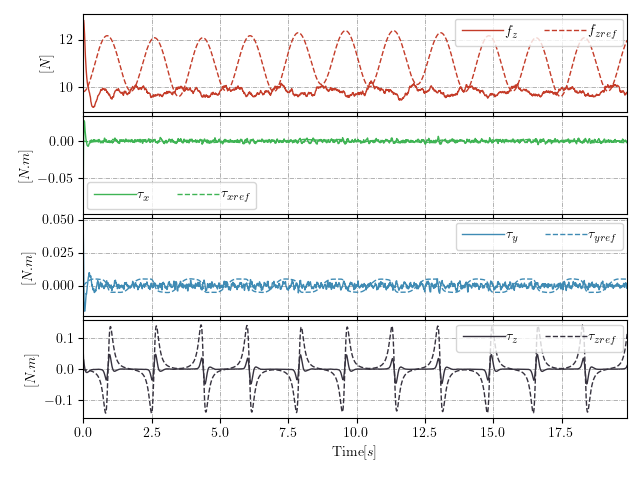 12
10
[N]
f_z
f_zref
0.00
−0.05
[N.m]
τ_x
τ_xref
0.050
0.025
0.000
[N.m]
τ_y
τ_yref
0.1
0.0
−0.1
[N.m]
τ_z
τ_zref
0.0 2.5 5.0 7.5 10.0 12.5 15.0 17.5
Time[s]